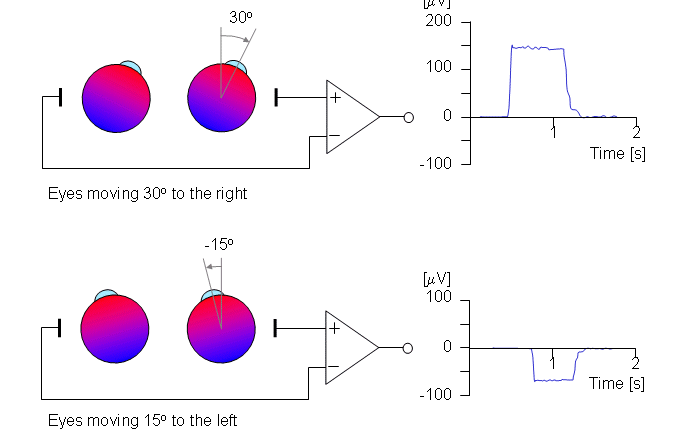 [μV]
30º
200
100
0
-100
1
2
Time [s]
+
−
Eyes moving 30º to the right
-15º
[μV]
100
0
-100
1
2
Time [s]
+
−
Eyes moving 15º to the left